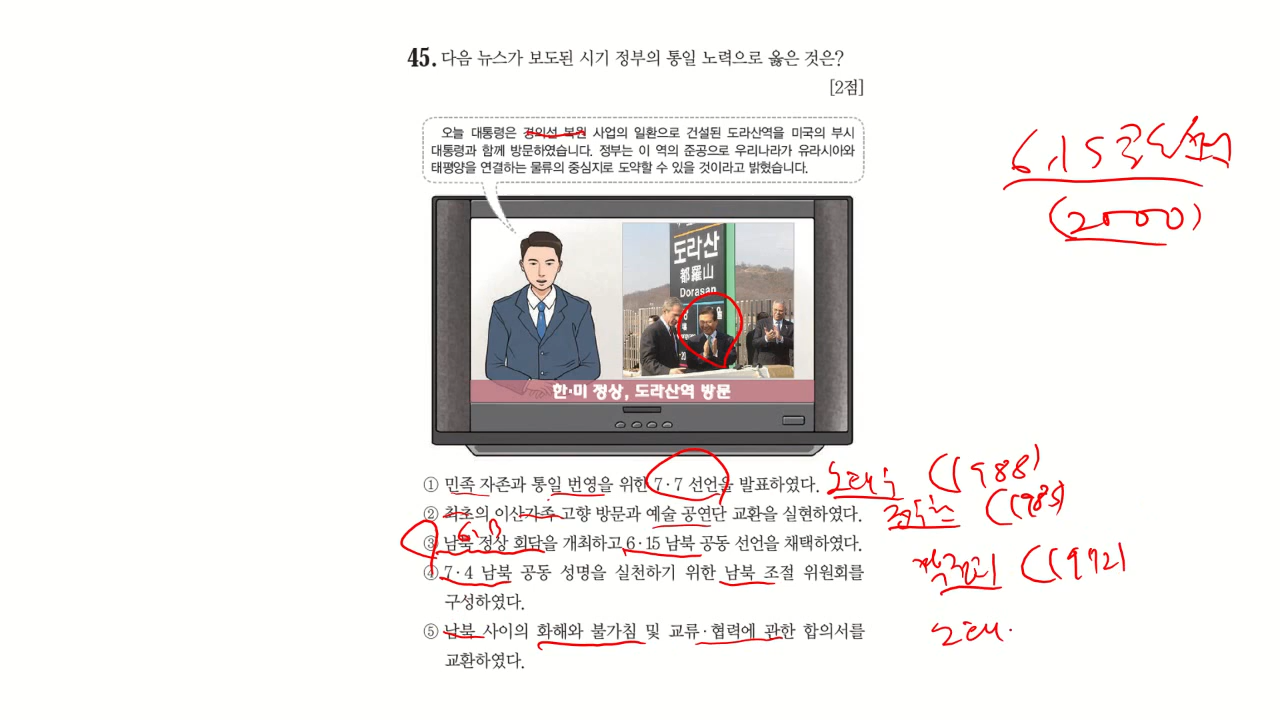 45. 다음 뉴스가 보도된 시기 정부의 통일 노력으로 옳은 것은?
[2점]
오늘 대통령은 경의선 복원 사업의 일환으로 건설된 도라산역을 미국의 부시
대통령과 함께 방문하였습니다. 정부는 이 역의 준공으로 우리나라가 유라시아와
태평양을 연결하는 물류의 중심지로 도약할 수 있을 것이라고 밝혔습니다.
6.15 공동선언
(2000)
도라산
都羅山
Dorasan
한·미 정상, 도라산역 방문
① 민족 자존과 통일 번영을 위한 7·7 선언을 발표하였다. 노태우 (1988)
② 최초의 이산가족 고향 방문과 예술 공연단 교환을 실현하였다. (1985)
③ 남북 정상 회담을 개최하고 6·15 남북 공동 선언을 채택하였다.
④ 7·4 남북 공동 성명을 실천하기 위한 남북 조절 위원회를 박정희 (1972)
구성하였다.
⑤ 남북 사이의 화해와 불가침 및 교류·협력에 관한 합의서를 노태
교환하였다.